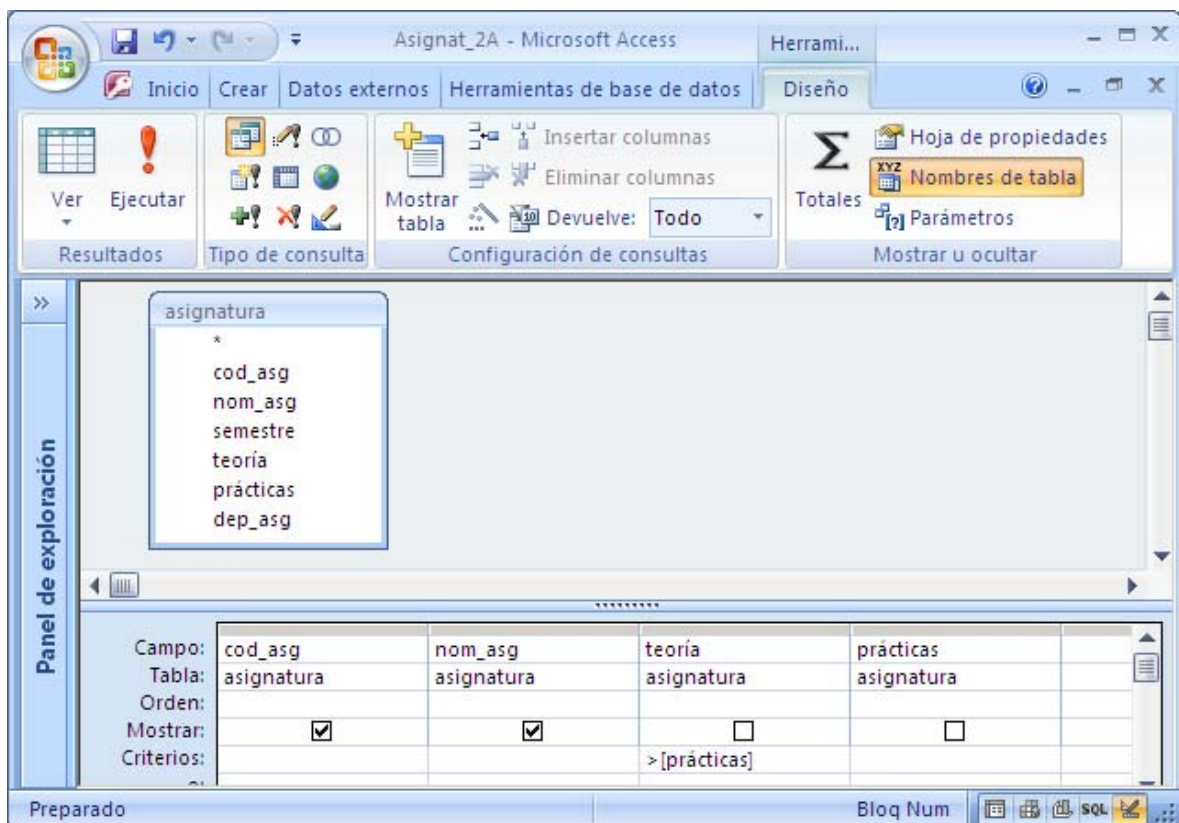 Asignat_2A - Microsoft Access
Herrami...
Inicio
Crear
Datos externos
Herramientas de base de datos
Diseño
Ver
Ejecutar
Resultados
Tipo de consulta
Mostrar
tabla
Insertar columnas
Eliminar columnas
Devuelve: Todo
Configuración de consultas
Totales
Hoja de propiedades
XYZ
Nombres de tabla
Parámetros
Mostrar u ocultar
Panel de exploración
asignatura
*
cod_asg
nom_asg
semestre
teoría
prácticas
dep_asg
Campo: cod_asg nom_asg teoría prácticas
Tabla: asignatura asignatura asignatura asignatura
Orden:
Mostrar:
Criterios: >[prácticas]
Preparado
Bloq Num
SQL